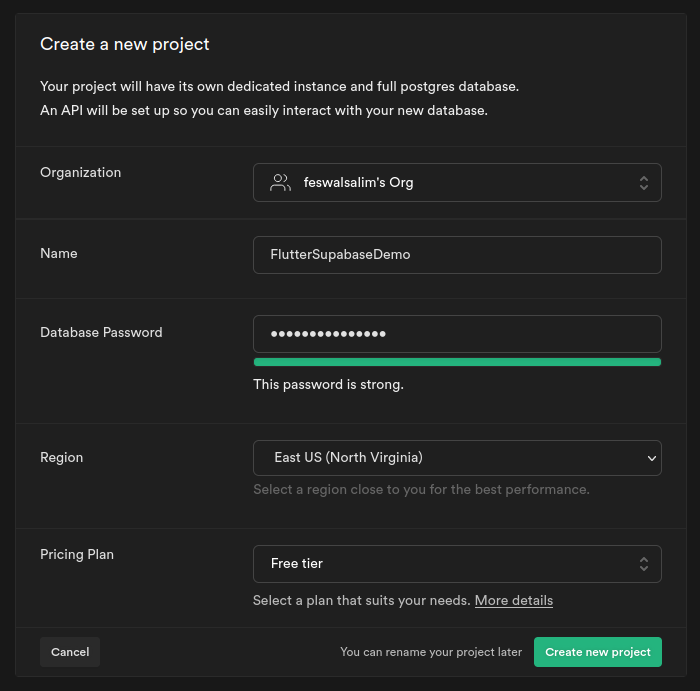 Create a new project
Your project will have its own dedicated instance and full postgres database.
An API will be set up so you can easily interact with your new database.
Organization
feswalsalim's Org
Name
FlutterSupabaseDemo
Database Password
•••••••••••••••
This password is strong.
Region
East US (North Virginia)
Select a region close to you for the best performance.
Pricing Plan
Free tier
Select a plan that suits your needs. More details
Cancel
You can rename your project later
Create new project